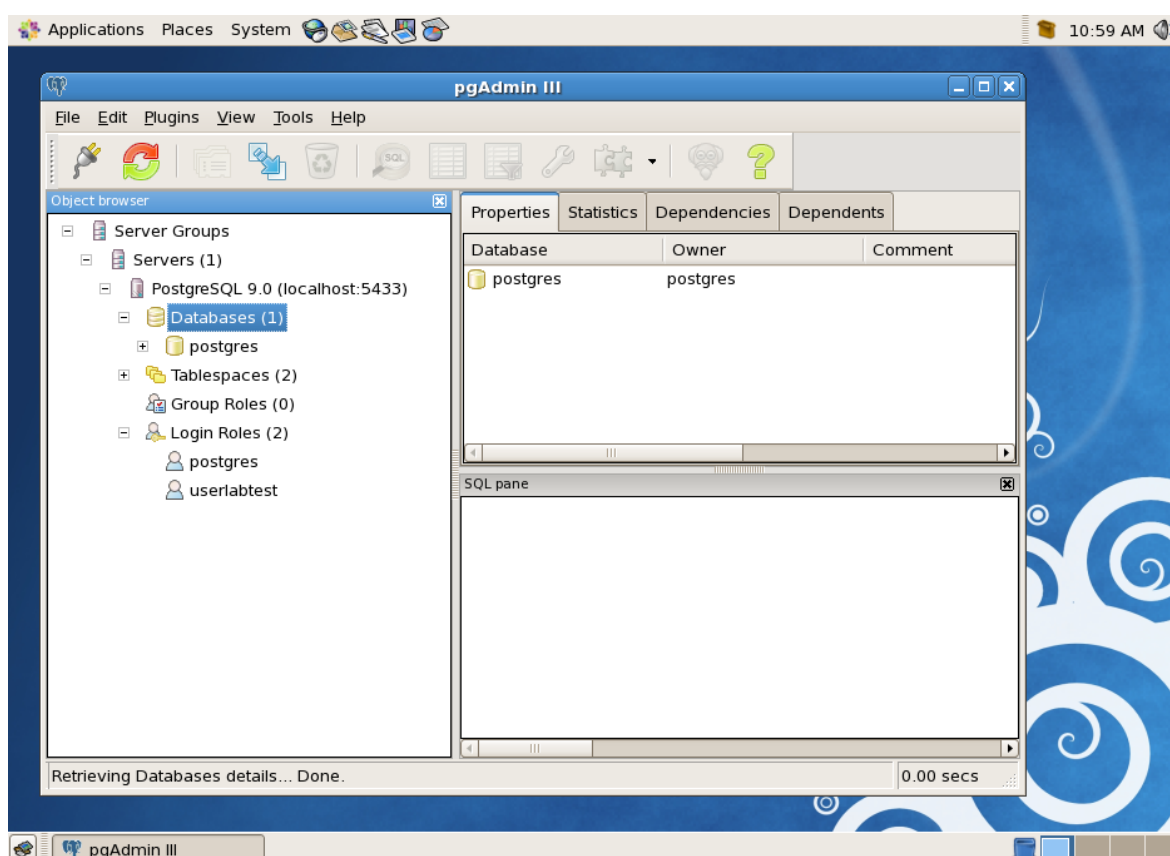 Applications Places System 10:59 AM
pgAdmin III
File Edit Plugins View Tools Help
SQL
Object browser
Server Groups
Servers (1)
PostgreSQL 9.0 (localhost:5433)
Databases (1)
postgres
Tablespaces (2)
Group Roles (0)
Login Roles (2)
postgres
userlabtest
Properties Statistics Dependencies Dependents
Database Owner Comment
postgres postgres
SQL pane
Retrieving Databases details... Done. 0.00 secs
pgAdmin III